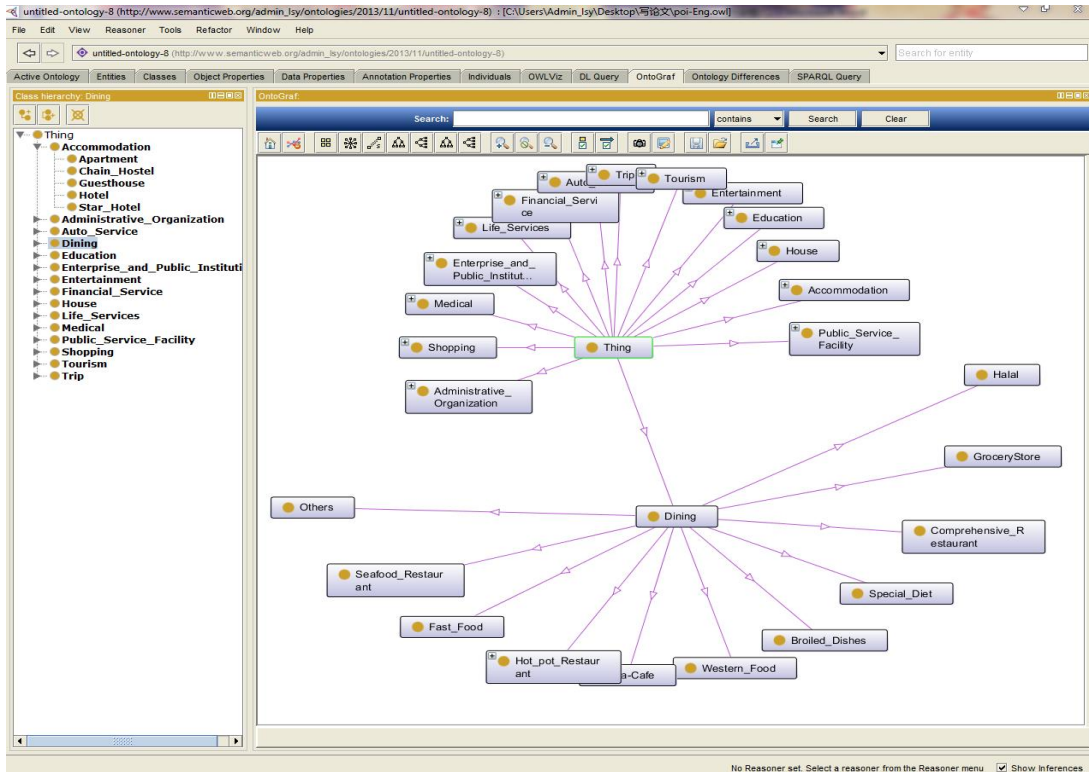 untitled-ontology-8 (http://www.semanticweb.org/admin_lsy/ontologies/2013/11/untitled-ontology-8) : [C:\Users\Admin_lsy\Desktop\写论文\poi-Eng.owl]
File Edit View Reasoner Tools Refactor Window Help
untitled-ontology-8 (http://www.semanticweb.org/admin_lsy/ontologies/2013/11/untitled-ontology-8)
Search for entity
Active Ontology Entities Classes Object Properties Data Properties Annotation Properties Individuals OWLViz DL Query OntoGraf Ontology Differences SPARQL Query
Class hierarchy: Dining
Thing
Accommodation
Apartment
Chain_Hostel
Guesthouse
Hotel
Star_Hotel
Administrative_Organization
Auto_Service
Dining
Education
Enterprise_and_Public_Instituti
Entertainment
Financial_Service
House
Life_Services
Medical
Public_Service_Facility
Shopping
Tourism
Trip
OntoGraf:
Search: contains Search Clear
Auto_
Trip
Tourism
Financial_Servi
ce
Entertainment
Life_Services
Education
House
Enterprise_and_
Public_Institut...
Accommodation
Medical
Public_Service_
Facility
Shopping
Thing
Administrative_
Organization
Halal
GroceryStore
Others
Dining
Comprehensive_R
estaurant
Seafood_Restaur
ant
Special_Diet
Fast_Food
Broiled_Dishes
Hot_pot_Restaur
ant
a-Cafe
Western_Food
No Reasoner set. Select a reasoner from the Reasoner menu Show Inferences